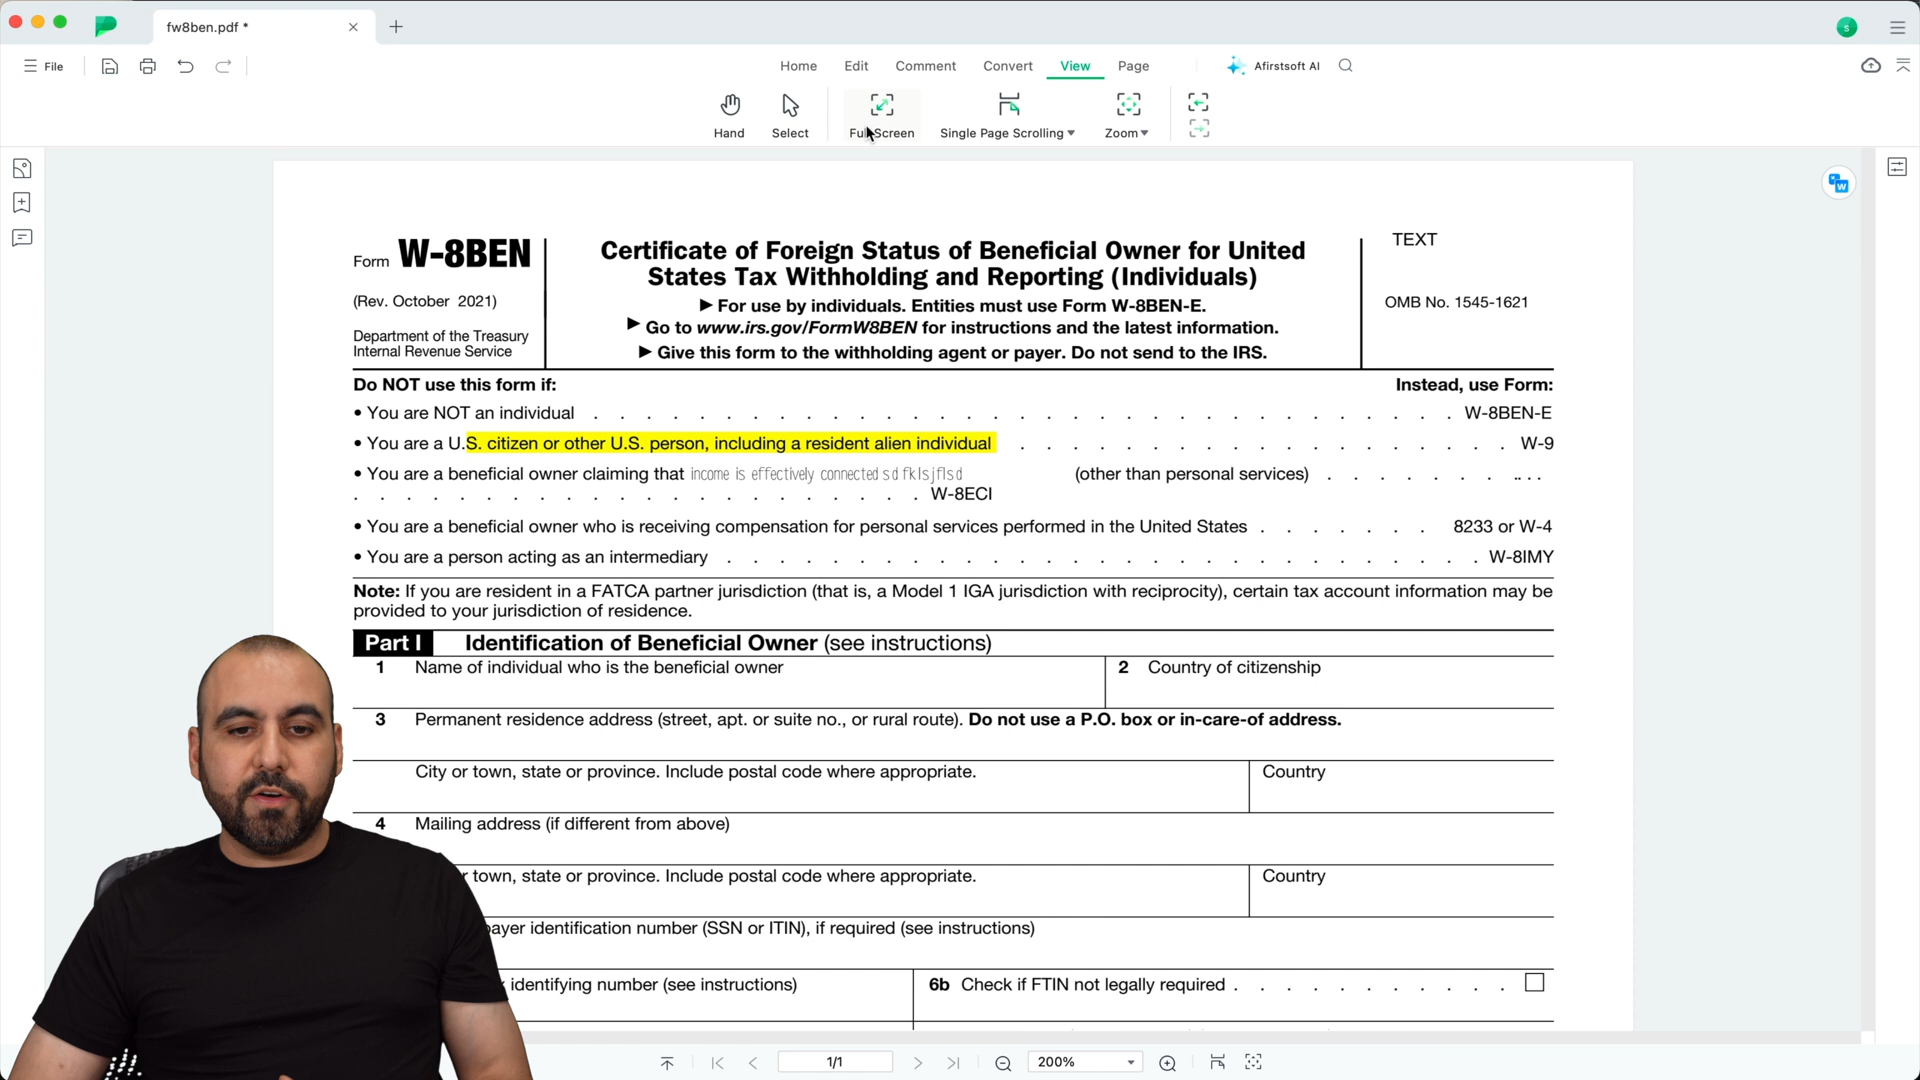 fw8ben.pdf *
s
File
Home Edit Comment Convert View Page Afirstsoft AI
Hand Select Full Screen Single Page Scrolling Zoom
TEXT
Form W-8BEN
Certificate of Foreign Status of Beneficial Owner for United
States Tax Withholding and Reporting (Individuals)
(Rev. October 2021)
▶ For use by individuals. Entities must use Form W-8BEN-E.
OMB No. 1545-1621
▶ Go to www.irs.gov/FormW8BEN for instructions and the latest information.
Department of the Treasury
Internal Revenue Service
▶ Give this form to the withholding agent or payer. Do not send to the IRS.
Do NOT use this form if: Instead, use Form:
• You are NOT an individual . . . . . . . . . . . . . . . . . . . . . . . . . . . . . . . . . W-8BEN-E
• You are a U.S. citizen or other U.S. person, including a resident alien individual . . . . . . . . . . . . . . . . . . . W-9
• You are a beneficial owner claiming that income is effectively connected sdfklsjflsd (other than personal services) . . . . . . . . . . .
. . . . . . . . . . . . . . . . . . . . . . W-8ECI
• You are a beneficial owner who is receiving compensation for personal services performed in the United States . . . . . . . 8233 or W-4
• You are a person acting as an intermediary . . . . . . . . . . . . . . . . . . . . . . . . . . . . . W-8IMY
Note: If you are resident in a FATCA partner jurisdiction (that is, a Model 1 IGA jurisdiction with reciprocity), certain tax account information may be
provided to your jurisdiction of residence.
Part I Identification of Beneficial Owner (see instructions)
1 Name of individual who is the beneficial owner
2 Country of citizenship
3 Permanent residence address (street, apt. or suite no., or rural route). Do not use a P.O. box or in-care-of address.
City or town, state or province. Include postal code where appropriate.
Country
4 Mailing address (if different from above)
town, state or province. Include postal code where appropriate.
Country
identification number (SSN or ITIN), if required (see instructions)
identifying number (see instructions)
6b Check if FTIN not legally required . . . . . . . . . . .
1/1
200%